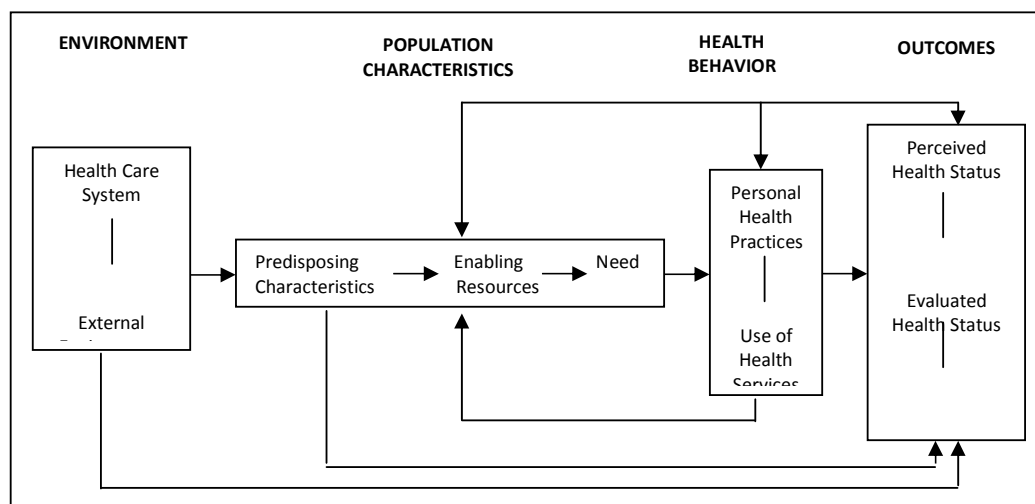 ENVIRONMENT
POPULATION
CHARACTERISTICS
HEALTH
BEHAVIOR
OUTCOMES
Health Care
System
External
Predisposing
Characteristics
Enabling
Resources
Need
Personal
Health
Practices
Use of
Health
Services
Perceived
Health Status
Evaluated
Health Status